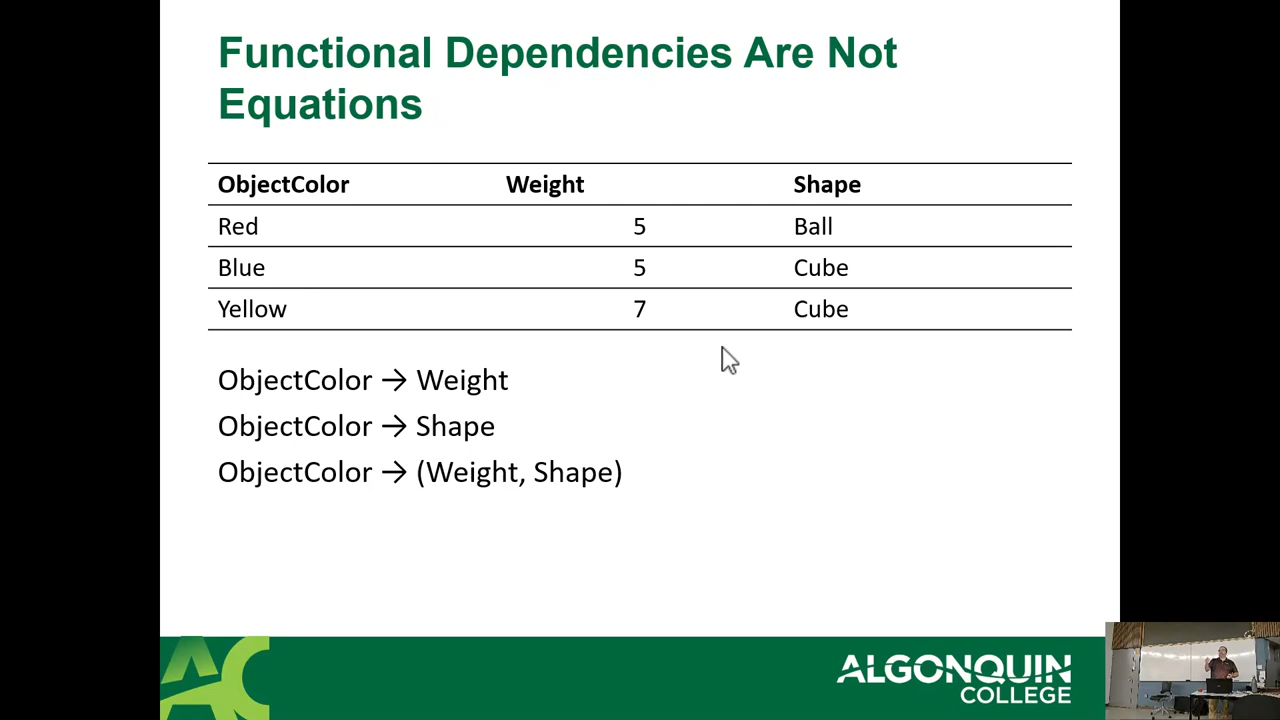 Functional Dependencies Are Not
Equations
ObjectColor Weight Shape
Red 5 Ball
Blue 5 Cube
Yellow 7 Cube
ObjectColor → Weight
ObjectColor → Shape
ObjectColor → (Weight, Shape)
AC
ALGONQUIN
COLLEGE